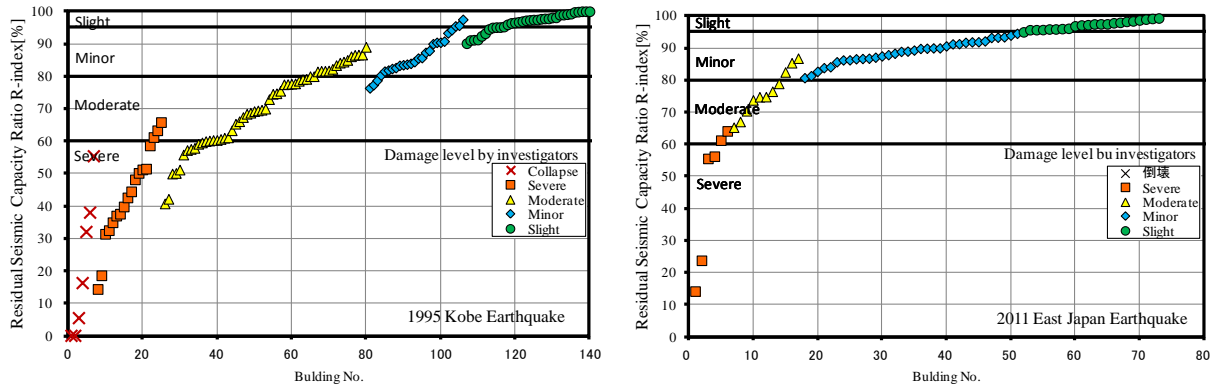 Residual Seismic Capacity Ratio R-index[%]
100
90
80
70
60
50
40
30
20
10
0
Slight
Minor
Moderate
Severe
Damage level by investigators
Collapse
Severe
Moderate
Minor
Slight
1995 Kobe Earthquake
0 20 40 60 80 100 120 140
Bulding No.
Residual Seismic Capacity Ratio R-index[%]
100
90
80
70
60
50
40
30
20
10
0
Slight
Minor
Moderate
Severe
Damage level bu investigators
倒壊
Severe
Moderate
Minor
Slight
2011 East Japan Earthquake
0 10 20 30 40 50 60 70 80
Bulding No.